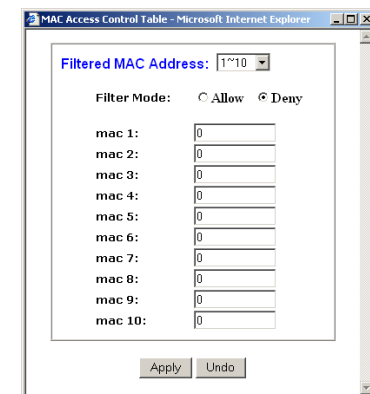 MAC Access Control Table - Microsoft Internet Explorer
Filtered MAC Address: 1~10
Filter Mode: Allow Deny
mac 1: 0
mac 2: 0
mac 3: 0
mac 4: 0
mac 5: 0
mac 6: 0
mac 7: 0
mac 8: 0
mac 9: 0
mac 10: 0
Apply Undo